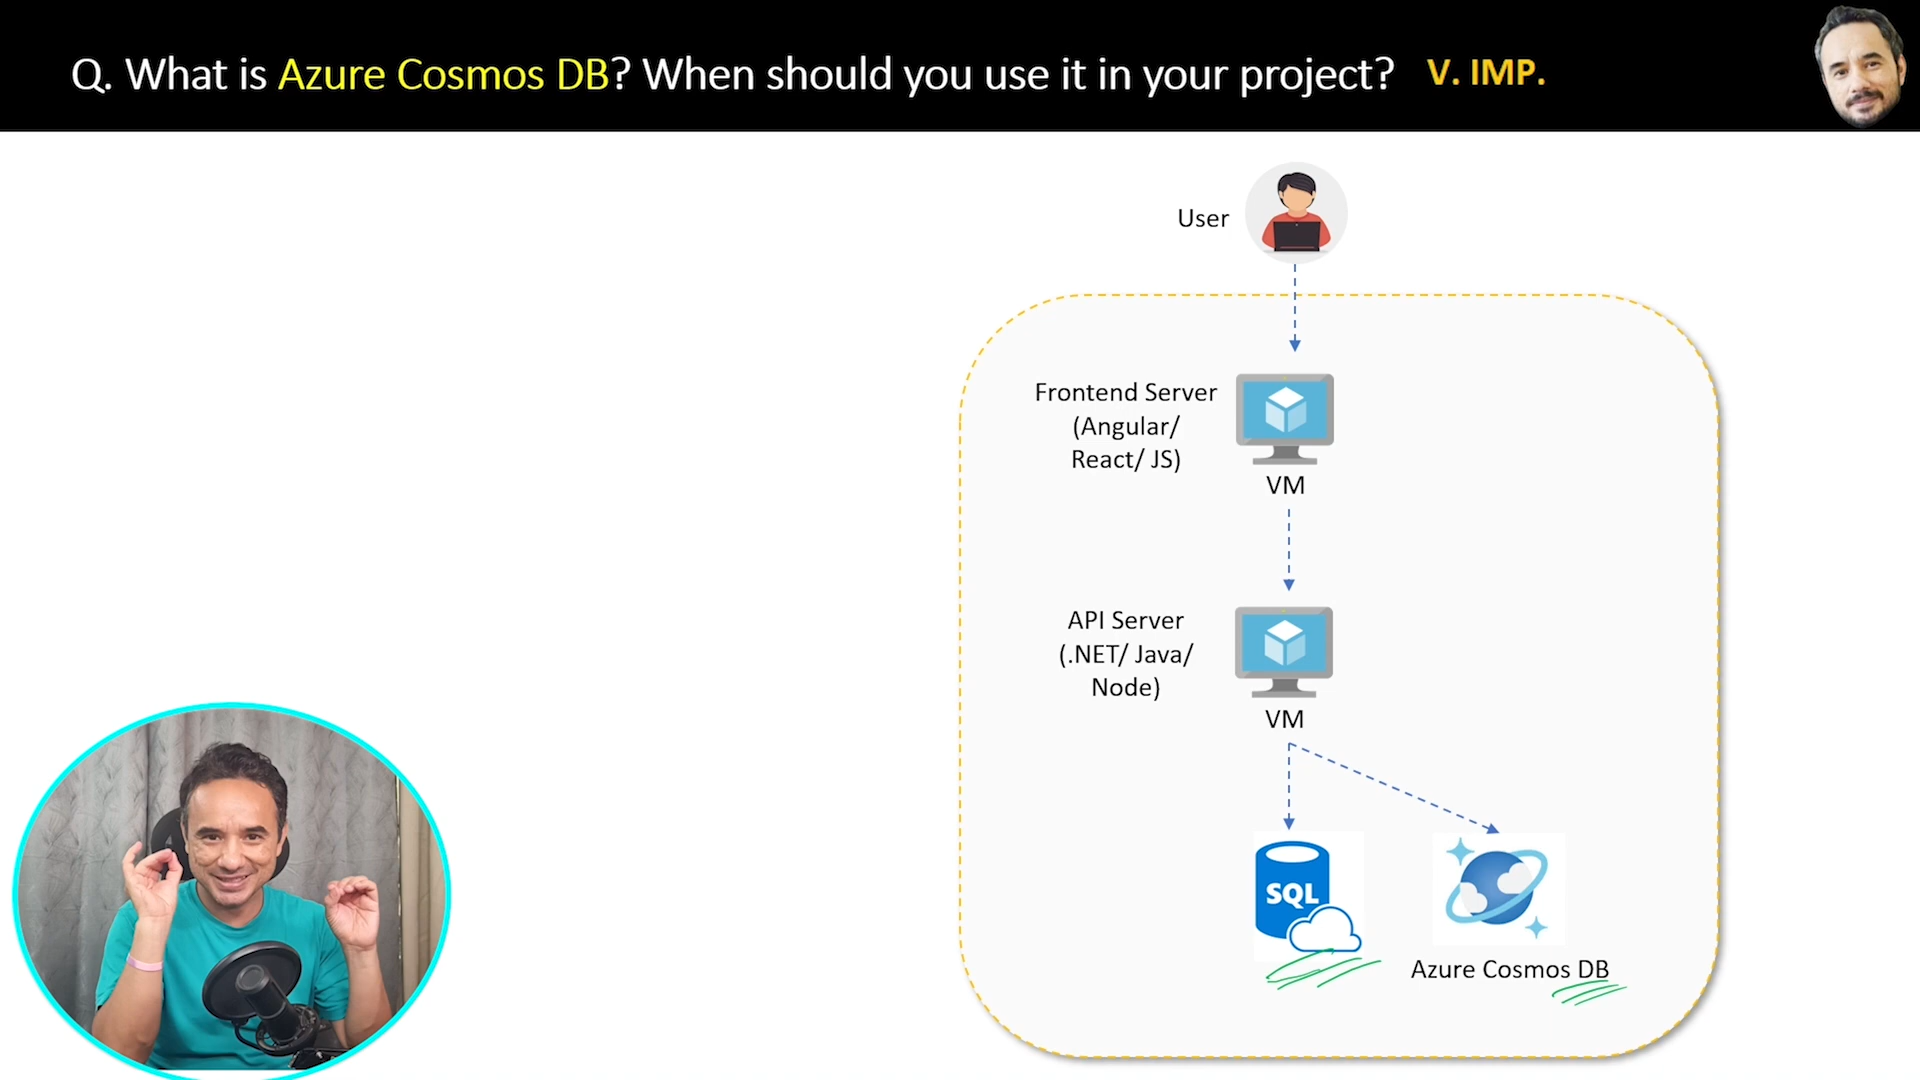 Q. What is Azure Cosmos DB? When should you use it in your project? V. IMP.
User
Frontend Server
(Angular/
React/ JS)
VM
API Server
(.NET/ Java/
Node)
VM
SQL
Azure Cosmos DB